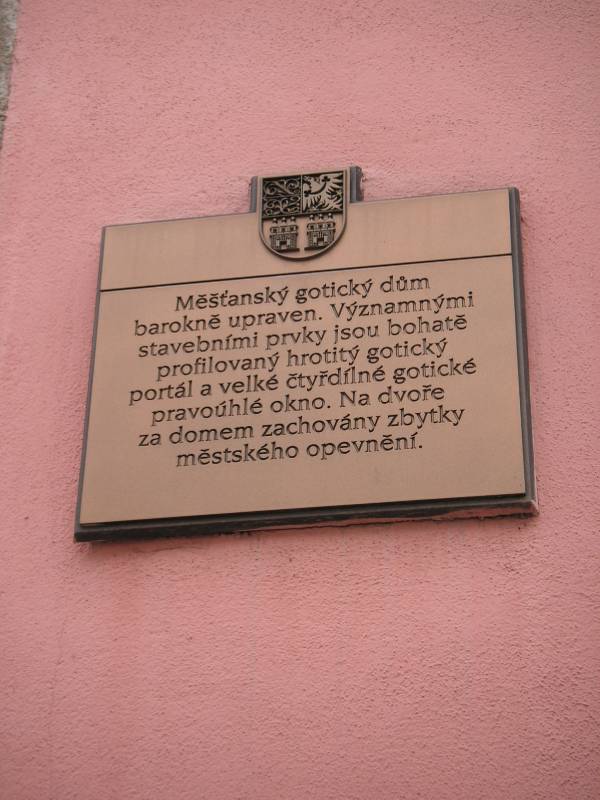 Měšťanský gotický dům
barokně upraven. Významnými
stavebními prvky jsou bohatě
profilovaný hrotitý gotický
portál a velké čtyřdílné gotické
pravoúhlé okno. Na dvoře
za domem zachovány zbytky
městského opevnění.